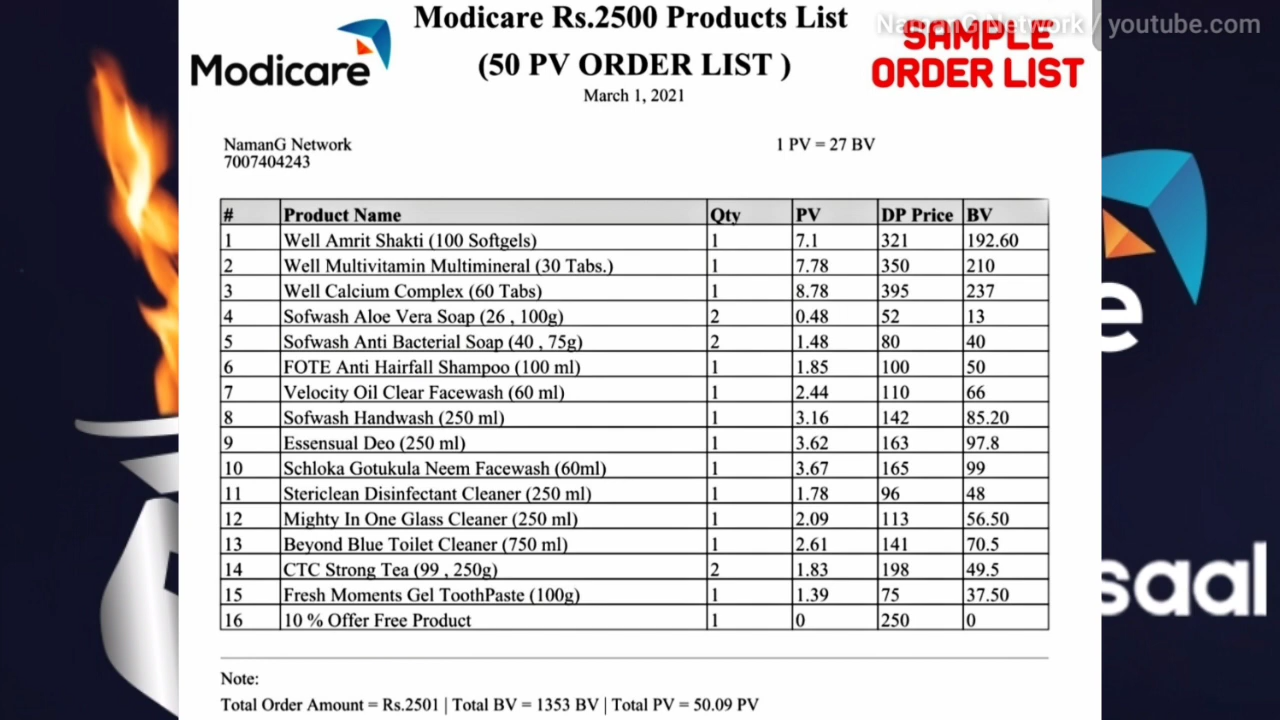 Modicare Rs.2500 Products List
NamanG Network / youtube.com
Modicare
(50 PV ORDER LIST )
SAMPLE
ORDER LIST
March 1, 2021
NamanG Network
1 PV = 27 BV
7007404243
# Product Name Qty PV DP Price BV
1 Well Amrit Shakti (100 Softgels) 1 7.1 321 192.60
2 Well Multivitamin Multimineral (30 Tabs.) 1 7.78 350 210
3 Well Calcium Complex (60 Tabs) 1 8.78 395 237
4 Sofwash Aloe Vera Soap (26 , 100g) 2 0.48 52 13
5 Sofwash Anti Bacterial Soap (40 , 75g) 2 1.48 80 40
6 FOTE Anti Hairfall Shampoo (100 ml) 1 1.85 100 50
7 Velocity Oil Clear Facewash (60 ml) 1 2.44 110 66
8 Sofwash Handwash (250 ml) 1 3.16 142 85.20
9 Essensual Deo (250 ml) 1 3.62 163 97.8
10 Schloka Gotukula Neem Facewash (60ml) 1 3.67 165 99
11 Stericlean Disinfectant Cleaner (250 ml) 1 1.78 96 48
12 Mighty In One Glass Cleaner (250 ml) 1 2.09 113 56.50
13 Beyond Blue Toilet Cleaner (750 ml) 1 2.61 141 70.5
14 CTC Strong Tea (99 , 250g) 2 1.83 198 49.5
15 Fresh Moments Gel ToothPaste (100g) 1 1.39 75 37.50
16 10 % Offer Free Product 1 0 250 0
Note:
Total Order Amount = Rs.2501 | Total BV = 1353 BV | Total PV = 50.09 PV
e
saal